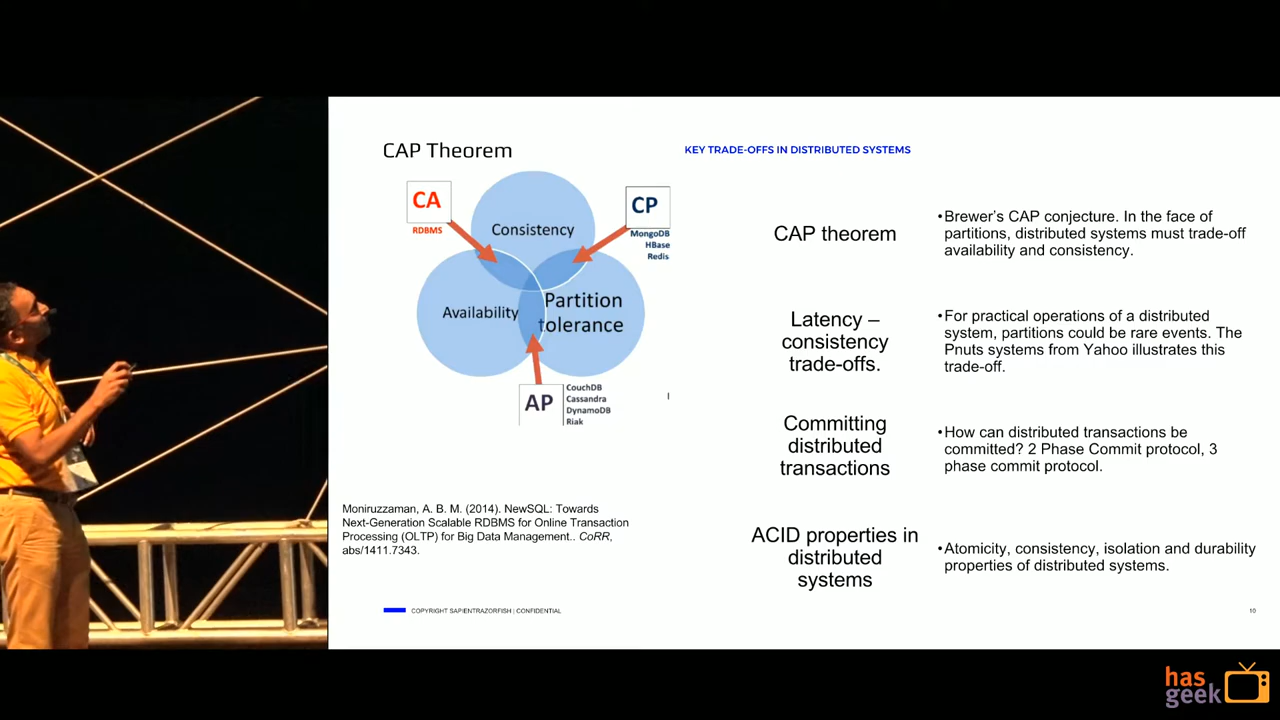 CAP Theorem
CA
RDBMS
Consistency
CP
MongoDB
HBase
Redis
Availability
Partition
tolerance
AP
CouchDB
Cassandra
DynamoDB
Riak
Moniruzzaman, A. B. M. (2014). NewSQL: Towards
Next-Generation Scalable RDBMS for Online Transaction
Processing (OLTP) for Big Data Management.. CoRR,
abs/1411.7343.
KEY TRADE-OFFS IN DISTRIBUTED SYSTEMS
CAP theorem
•Brewer's CAP conjecture. In the face of
partitions, distributed systems must trade-off
availability and consistency.
Latency –
consistency
trade-offs.
•For practical operations of a distributed
system, partitions could be rare events. The
Pnuts systems from Yahoo illustrates this
trade-off.
Committing
distributed
transactions
•How can distributed transactions be
committed? 2 Phase Commit protocol, 3
phase commit protocol.
ACID properties in
distributed
systems
•Atomicity, consistency, isolation and durability
properties of distributed systems.
COPYRIGHT SAPIENTRAZORFISH | CONFIDENTIAL
10
has
geek